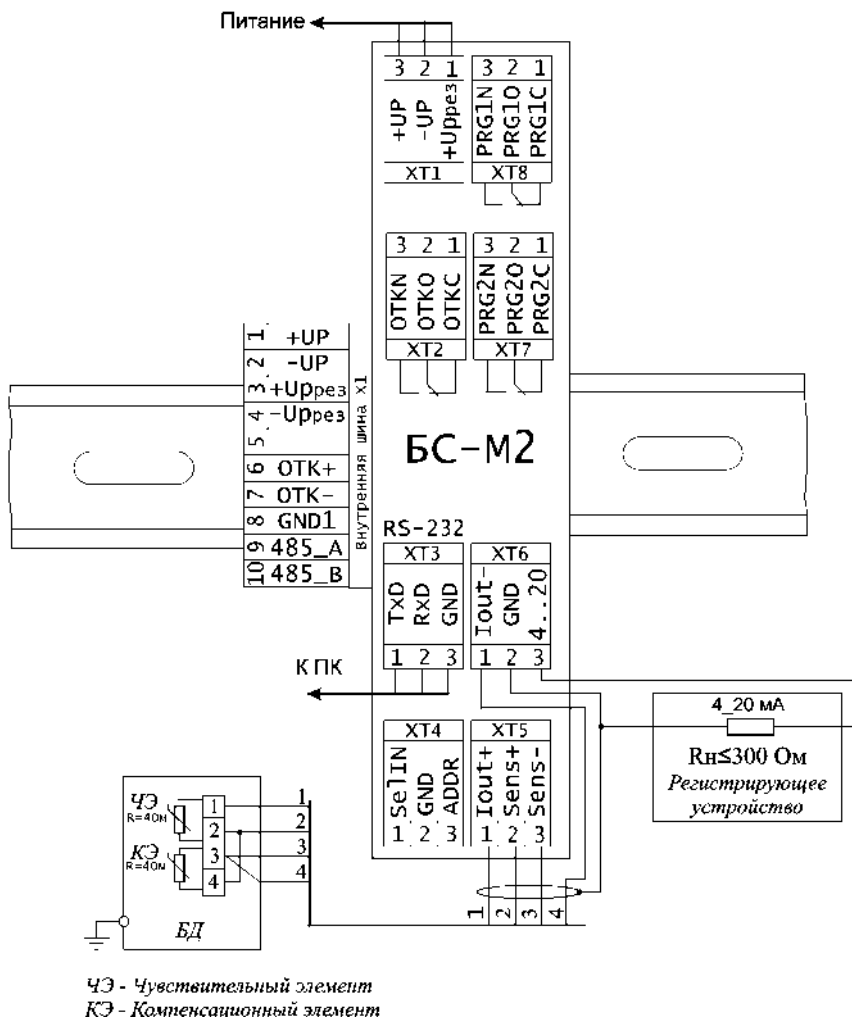 Питание
3 2 1
+UP
-UP
+Uррез
XT1
3 2 1
PRG1N
PRG1O
PRG1C
XT8
3 2 1
OTKN
OTKO
OTKC
XT2
3 2 1
PRG2N
PRG2O
PRG2C
XT7
1 +UP
2 -UP
3 +Uррез
4 -Uррез
5
6 ОТК+
7 ОТК-
8 GND1
9 485_A
10 485_B
внутренняя шина x1
БС-М2
RS-232
XT3
TxD
RxD
GND
1 2 3
XT6
Iout-
GND
4..20
1 2 3
К ПК
4_20 мА
Rн≤300 Ом
Регистрирующее
устройство
XT4
SelIN
GND
ADDR
1 2 3
XT5
Iout+
Sens+
Sens-
1 2 3
ЧЭ
R=4Ом
КЭ
R=4Ом
1
2
3
4
1
2
3
4
БД
1 2 3 4
ЧЭ - Чувствительный элемент
КЭ - Компенсационный элемент